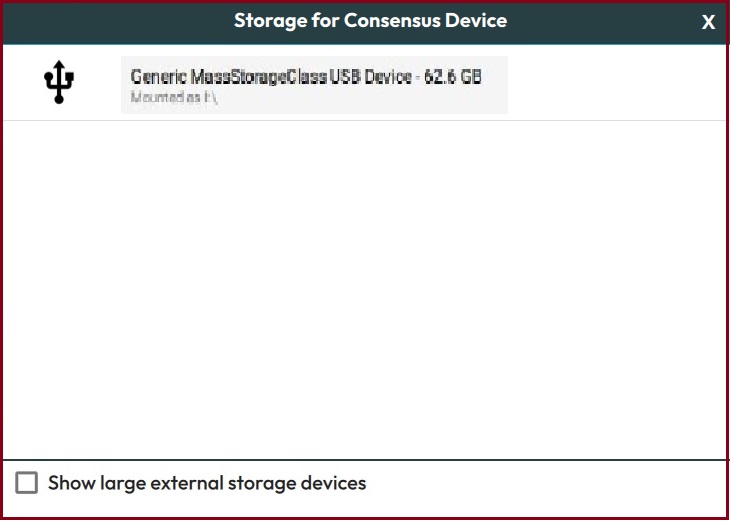 Storage for Consensus Device
X
Generic MassStorageClass USB Device - 62.6 GB
Mounted as I:\
Show large external storage devices